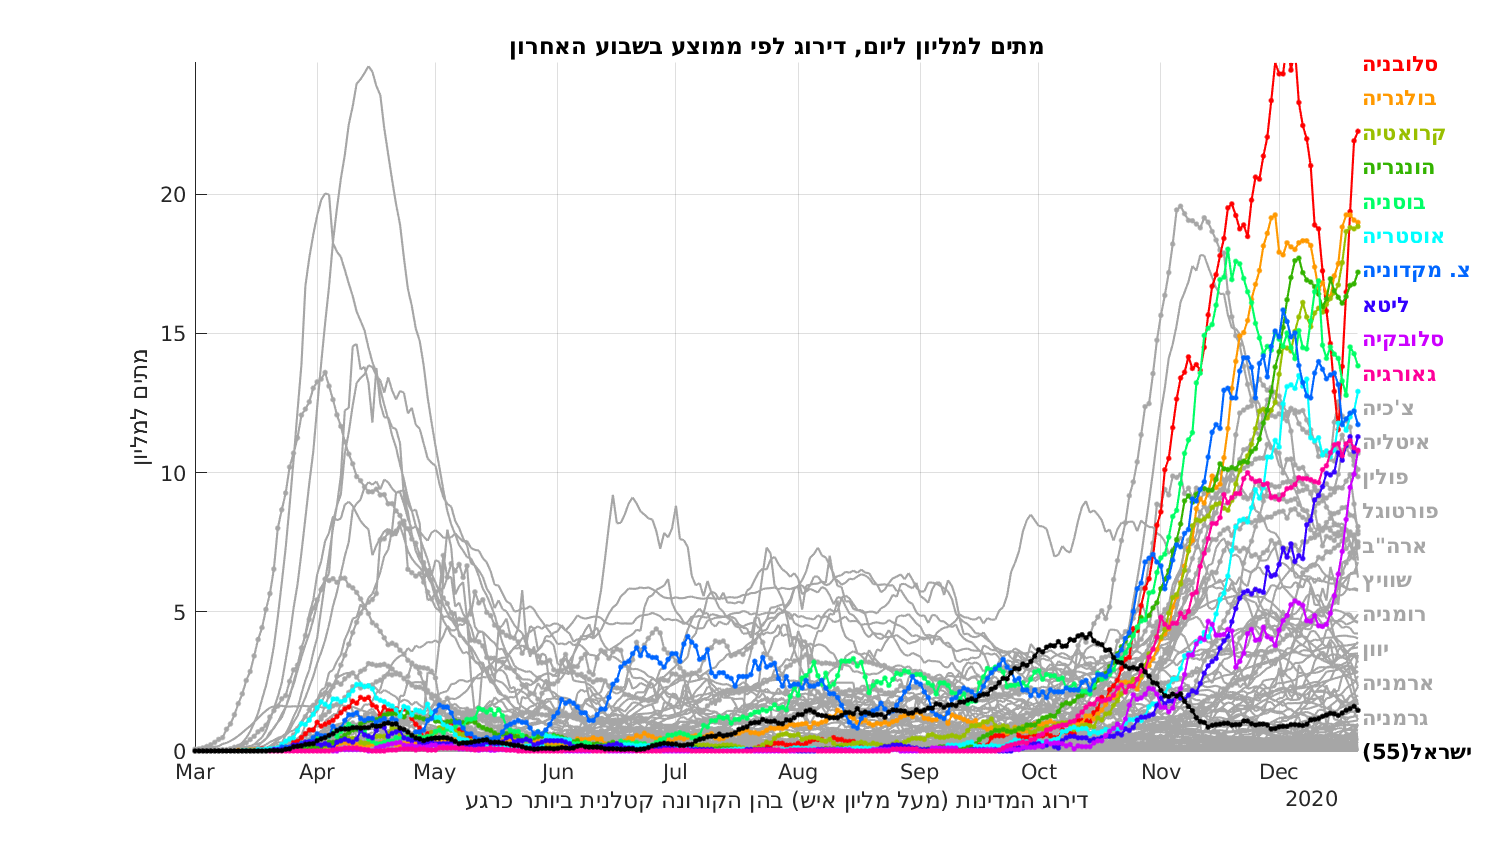 מתים למליון ליום, דירוג לפי ממוצע בשבוע האחרון
סלובניה
בולגריה
קרואטיה
הונגריה
בוסניה
אוסטריה
צ. מקדוניה
ליטא
סלובקיה
גאורגיה
צ'כיה
איטליה
פולין
פורטוגל
ארה"ב
שוויץ
רומניה
יוון
ארמניה
גרמניה
ישראל(55)
מתים למליון
20
15
10
5
0
Mar Apr May Jun Jul Aug Sep Oct Nov Dec
2020
דירוג המדינות (מעל מליון איש) בהן הקורונה קטלנית ביותר כרגע